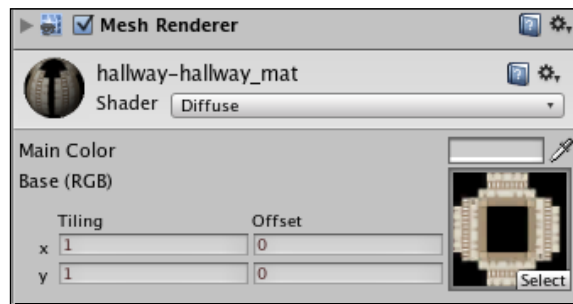 Mesh Renderer
hallway-hallway_mat
Shader Diffuse
Main Color
Base (RGB)
Tiling Offset
x 1 0
y 1 0
Select